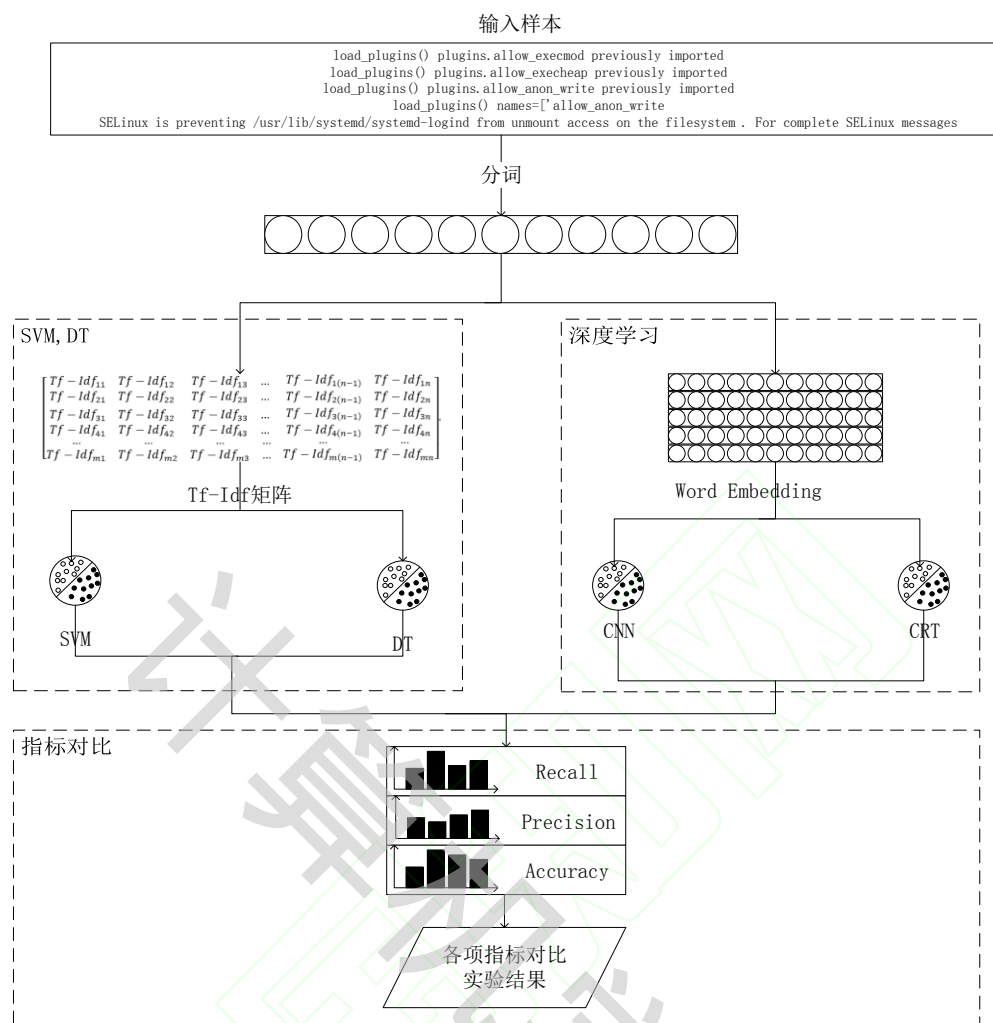 输入样本
load_plugins() plugins.allow_execmod previously imported
load_plugins() plugins.allow_execheap previously imported
load_plugins() plugins.allow_anon_write previously imported
load_plugins() names=['allow_anon_write
SELinux is preventing /usr/lib/systemd/systemd-logind from unmount access on the filesystem . For complete SELinux messages
分词
SVM,DT
Tf－Idf11 Tf－Idf12 Tf－Idf13 … Tf－Idf1(n−1) Tf－Idf1n
Tf－Idf21 Tf－Idf22 Tf－Idf23 … Tf－Idf2(n−1) Tf－Idf2n
Tf－Idf31 Tf－Idf32 Tf－Idf33 … Tf－Idf3(n−1) Tf－Idf3n
Tf－Idf41 Tf－Idf42 Tf－Idf43 … Tf－Idf4(n−1) Tf－Idf4n
… … … … … …
Tf－Idfm1 Tf－Idfm2 Tf－Idfm3 … Tf－Idfm(n−1) Tf－Idfmn
Tf-Idf矩阵
SVM
DT
深度学习
Word Embedding
CNN
CRT
指标对比
Recall
Precision
Accuracy
各项指标对比
实验结果
计算机